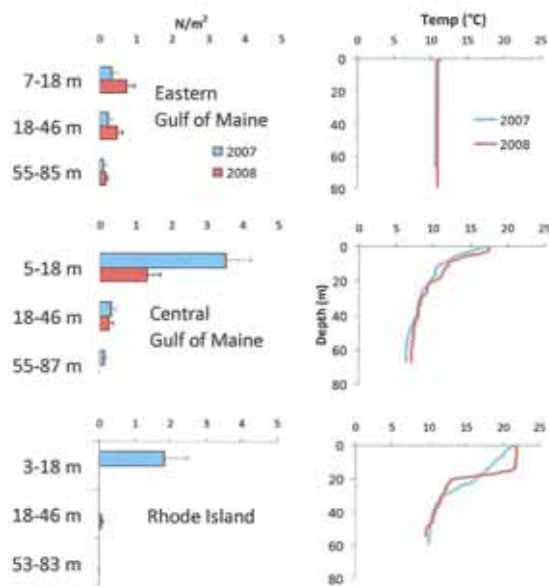 N/m²
0 1 2 3 4 5
7-18 m
18-46 m
55-85 m
Eastern
Gulf of Maine
2007
2008
Temp (°C)
0 5 10 15 20 25
0
20
40
60
80
2007
2008
0 1 2 3 4 5
5-18 m
18-46 m
55-87 m
Central
Gulf of Maine
0 5 10 15 20 25
Depth (m)
0
20
40
60
80
0 1 2 3 4 5
3-18 m
18-46 m
53-83 m
Rhode Island
0 5 10 15 20 25
0
20
40
60
80